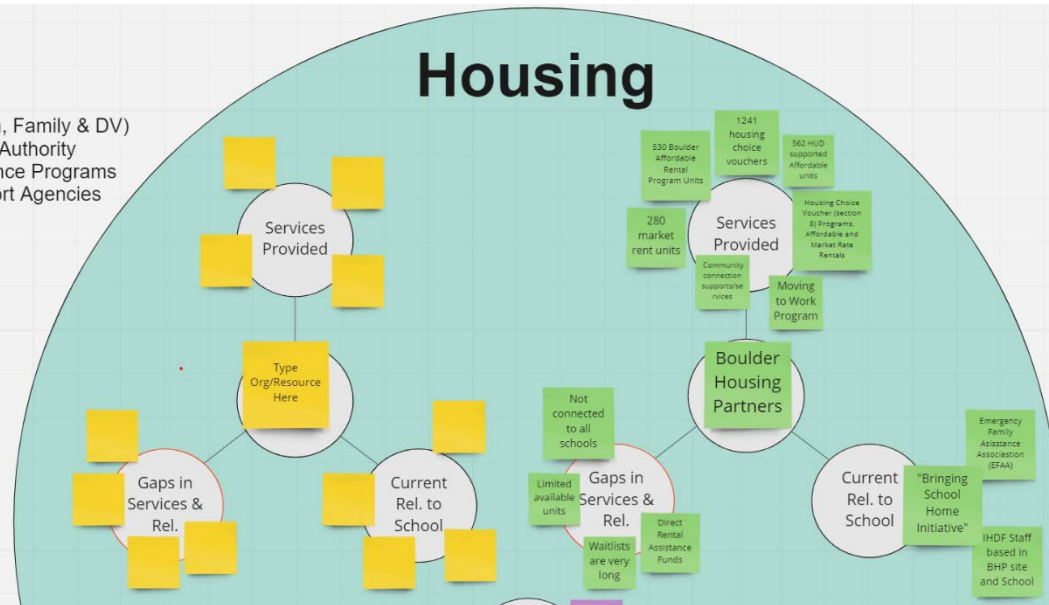 Housing
, Family & DV)
Authority
nce Programs
ort Agencies
Services
Provided
Type
Org/Resource
Here
Gaps in
Services &
Rel.
Current
Rel. to
School
530 Boulder
Affordable
Rental
Program Units
1241
housing
choice
vouchers
562 HUD
supported
Affordable
units
280
market
rent units
Services
Provided
Housing Choice
Voucher (section
8) Programs,
Affordable and
Market Rate
Rentals
Community
connection
supports/se
rvices
Moving
to Work
Program
Boulder
Housing
Partners
Not
connected
to all
schools
Limited
available
units
Gaps in
Services &
Rel.
Waitlists
are very
long
Direct
Rental
Assistance
Funds
Current
Rel. to
School
"Bringing
School
Home
Initiative"
Emergency
Family
Asisstance
Associastion
(EFAA)
IHDF Staff
based in
BHP site
and School